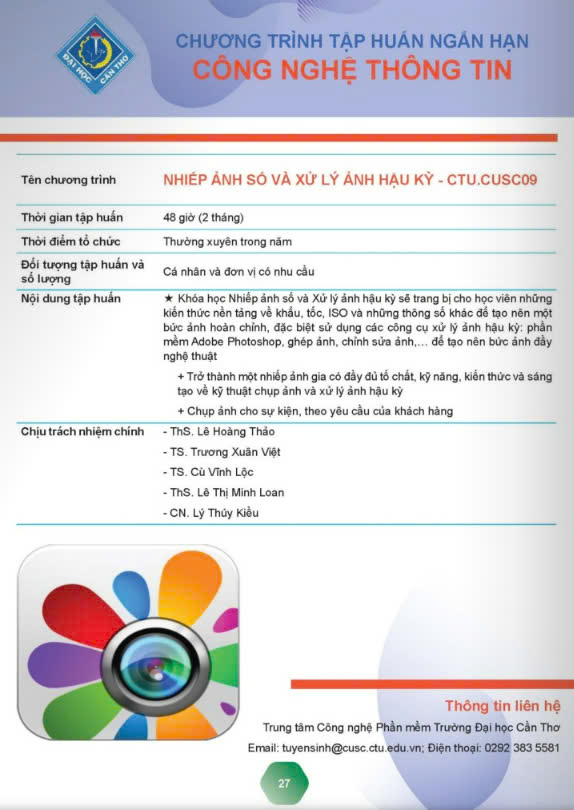 CHƯƠNG TRÌNH TẬP HUẤN NGẮN HẠN
CÔNG NGHỆ THÔNG TIN
ĐẠI HỌC CẦN THƠ
Tên chương trình
NHIẾP ẢNH SỐ VÀ XỬ LÝ ẢNH HẬU KỲ - CTU.CUSC09
Thời gian tập huấn
48 giờ (2 tháng)
Thời điểm tổ chức
Thường xuyên trong năm
Đối tượng tập huấn và
số lượng
Cá nhân và đơn vị có nhu cầu
Nội dung tập huấn
★ Khóa học Nhiếp ảnh số và Xử lý ảnh hậu kỳ sẽ trang bị cho học viên những
kiến thức nền tảng về khẩu, tốc, ISO và những thông số khác để tạo nên một
bức ảnh hoàn chỉnh, đặc biệt sử dụng các công cụ xử lý ảnh hậu kỳ: phần
mềm Adobe Photoshop, ghép ảnh, chỉnh sửa ảnh,… để tạo nên bức ảnh đầy
nghệ thuật
+ Trở thành một nhiếp ảnh gia có đầy đủ tố chất, kỹ năng, kiến thức và sáng
tạo về kỹ thuật chụp ảnh và xử lý ảnh hậu kỳ
+ Chụp ảnh cho sự kiện, theo yêu cầu của khách hàng
Chịu trách nhiệm chính
- ThS. Lê Hoàng Thảo
- TS. Trương Xuân Việt
- TS. Cù Vĩnh Lộc
- ThS. Lê Thị Minh Loan
- CN. Lý Thúy Kiều
Thông tin liên hệ
Trung tâm Công nghệ Phần mềm Trường Đại học Cần Thơ
Email: tuyensinh@cusc.ctu.edu.vn; Điện thoại: 0292 383 5581
27